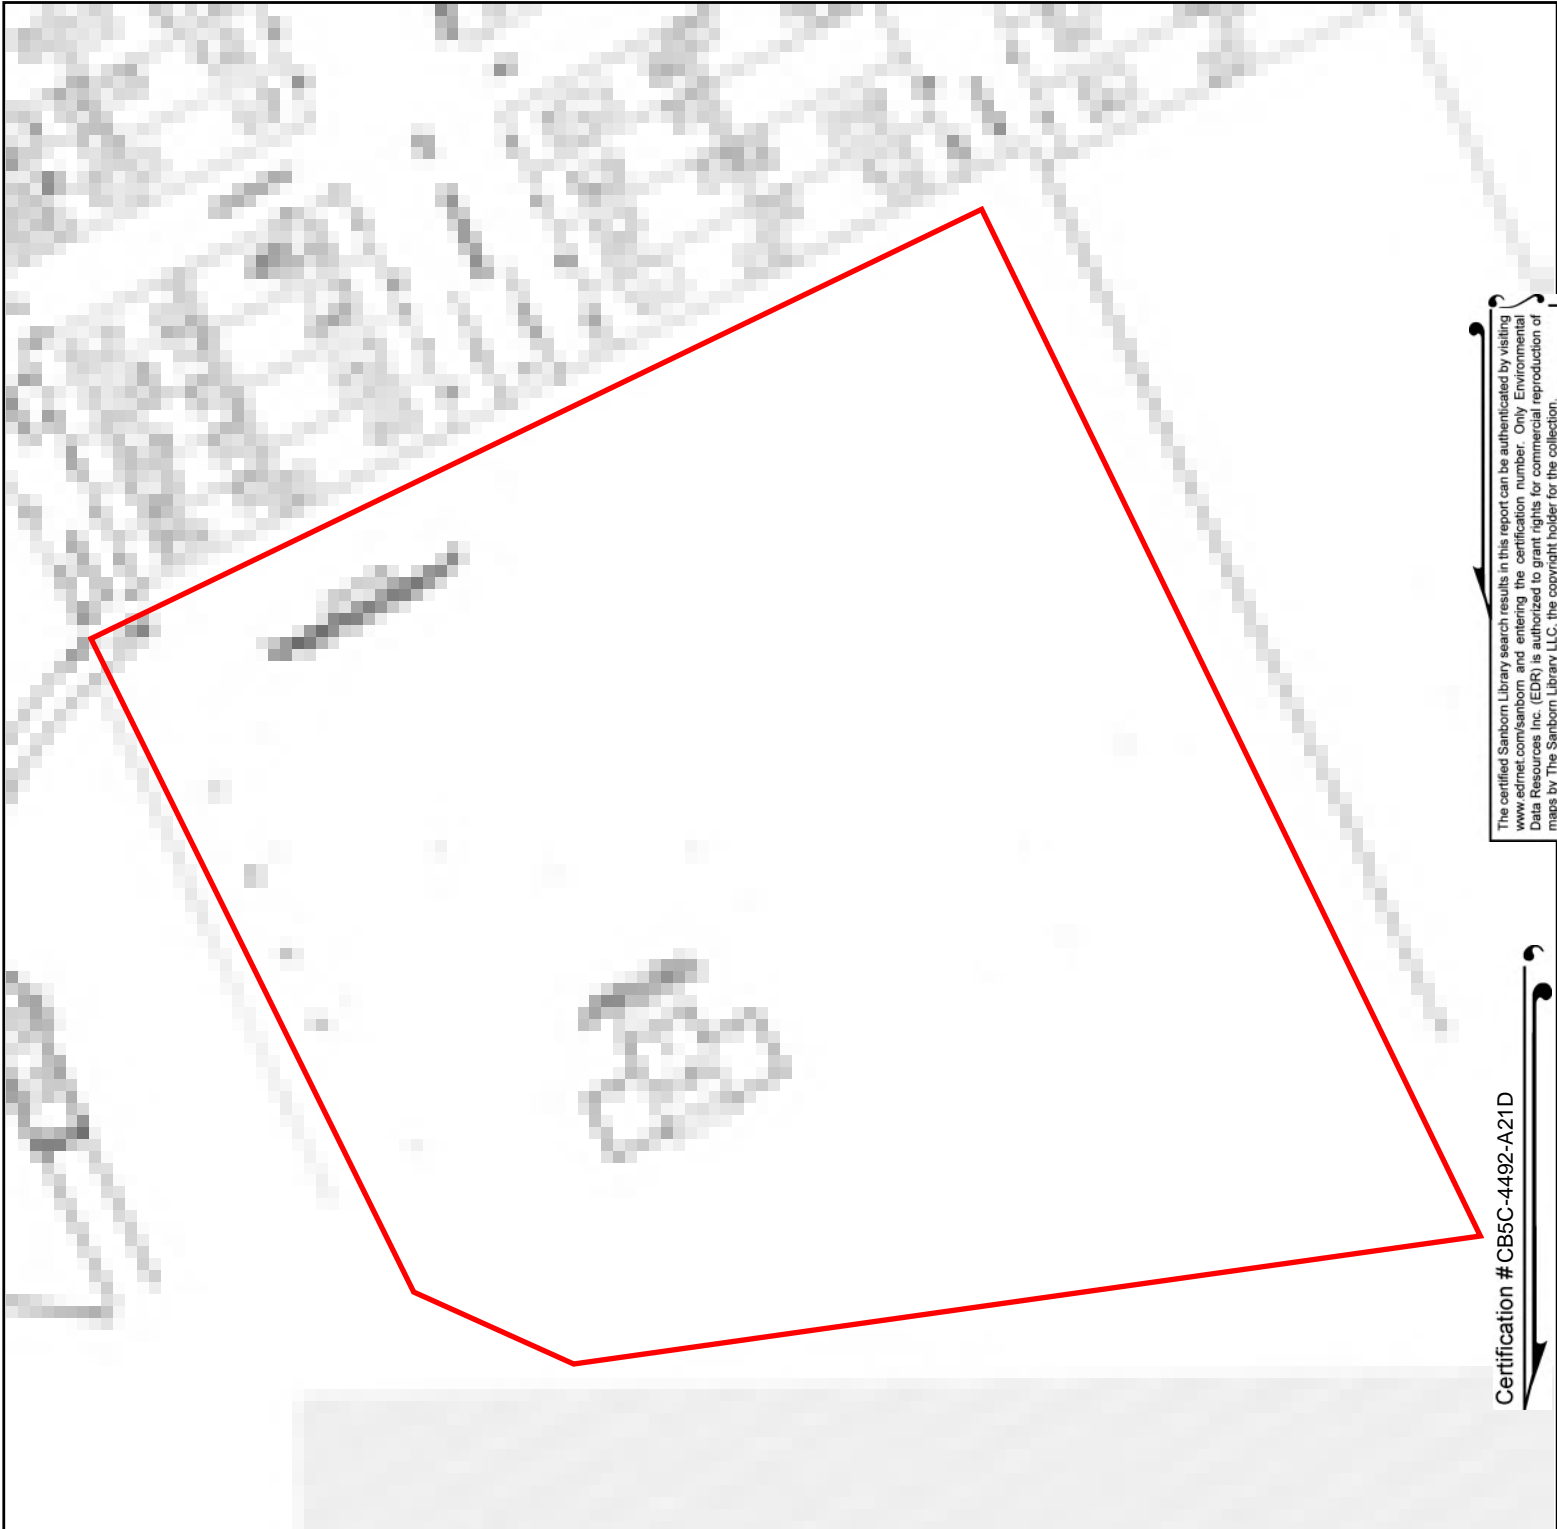 The certified Sanborn Library search results in this report can be authenticated by visiting
www.edrnet.com/sanborn and entering the certification number. Only Environmental
Data Resources Inc. (EDR) is authorized to grant rights for commercial reproduction of
maps by The Sanborn Library LLC, the copyright holder for the collection.
Certification # CB5C-4492-A21D